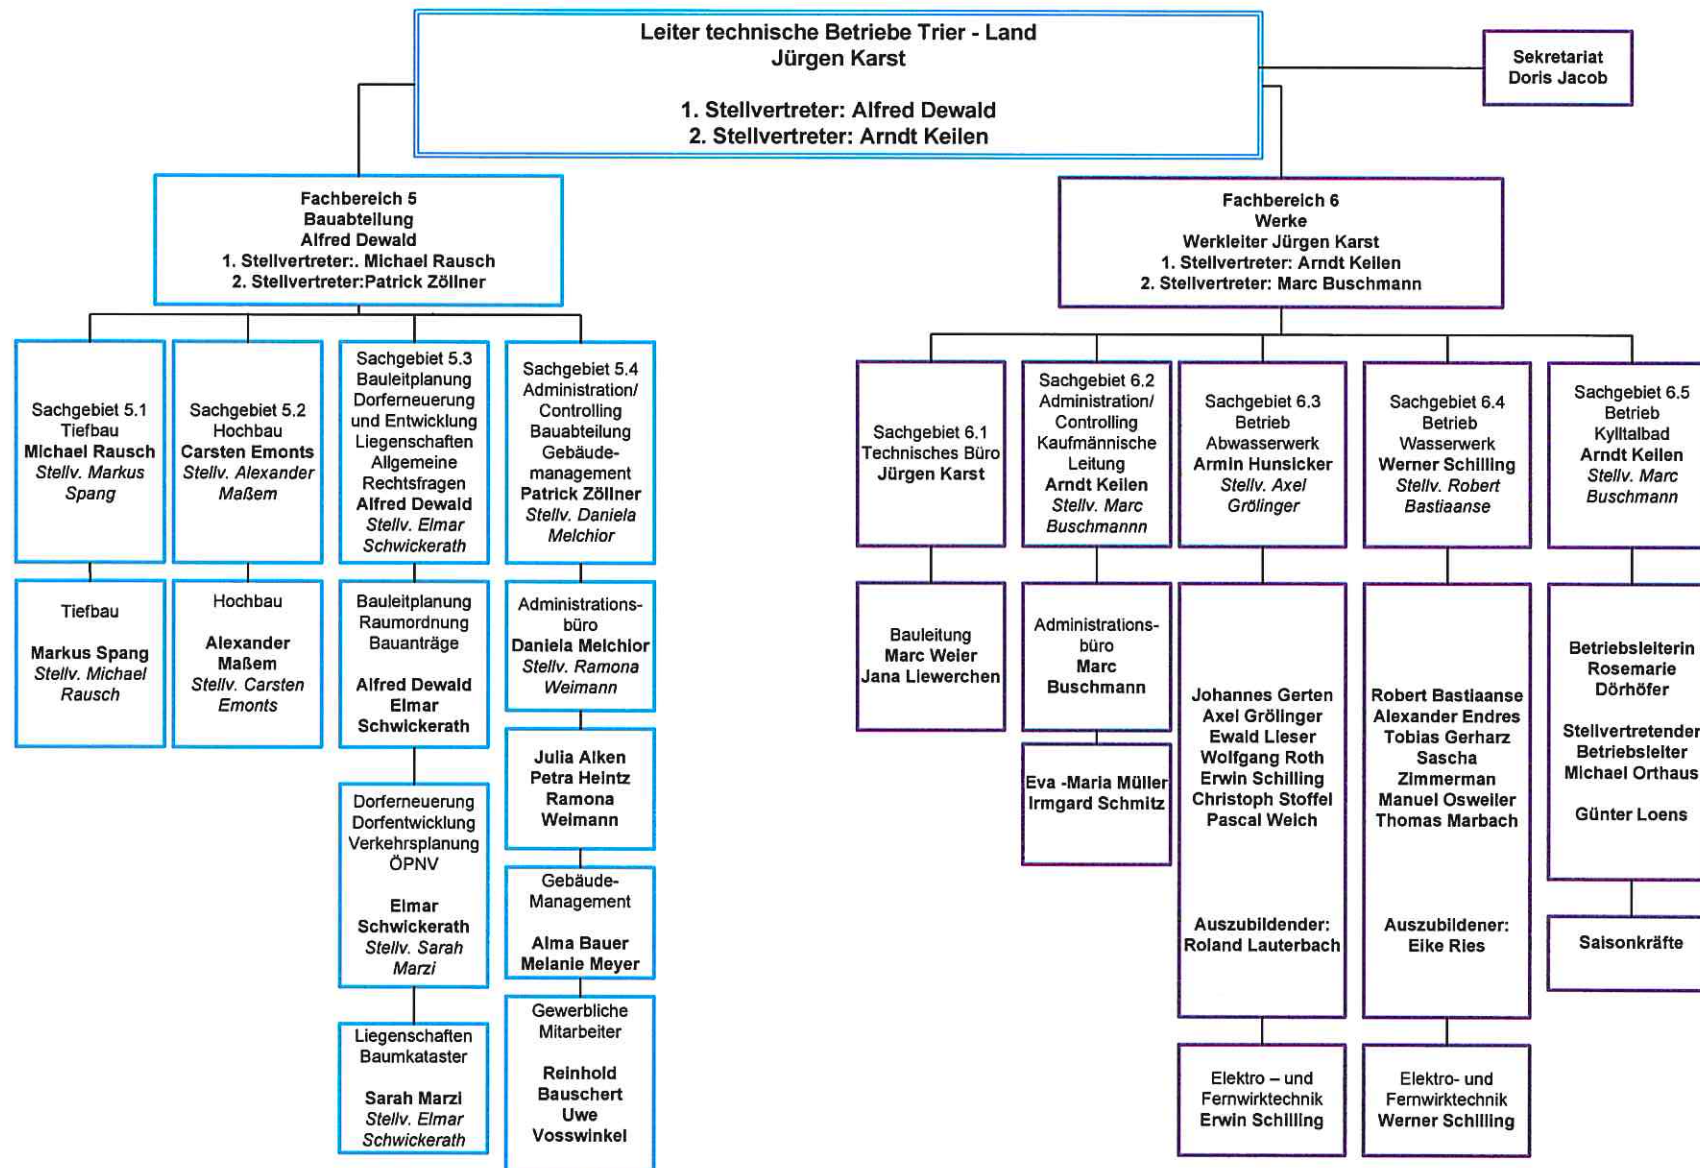 Leiter technische Betriebe Trier - Land
Jürgen Karst
1. Stellvertreter: Alfred Dewald
2. Stellvertreter: Arndt Keilen
Sekretariat
Doris Jacob
Fachbereich 5
Bauabteilung
Alfred Dewald
1. Stellvertreter:. Michael Rausch
2. Stellvertreter:Patrick Zöllner
Fachbereich 6
Werke
Werkleiter Jürgen Karst
1. Stellvertreter: Arndt Keilen
2. Stellvertreter: Marc Buschmann
Sachgebiet 5.1
Tiefbau
Michael Rausch
Stellv. Markus
Spang
Sachgebiet 5.2
Hochbau
Carsten Emonts
Stellv. Alexander
Maßem
Sachgebiet 5.3
Bauleitplanung
Dorferneuerung
und Entwicklung
Liegenschaften
Allgemeine
Rechtsfragen
Alfred Dewald
Stellv. Elmar
Schwickerath
Sachgebiet 5.4
Administration/
Controlling
Bauabteilung
Gebäude-
management
Patrick Zöllner
Stellv. Daniela
Melchior
Sachgebiet 6.1
Technisches Büro
Jürgen Karst
Sachgebiet 6.2
Administration/
Controlling
Kaufmännische
Leitung
Arndt Keilen
Stellv. Marc
Buschmannn
Sachgebiet 6.3
Betrieb
Abwasserwerk
Armin Hunsicker
Stellv. Axel
Grölinger
Sachgebiet 6.4
Betrieb
Wasserwerk
Werner Schilling
Stellv. Robert
Bastiaanse
Sachgebiet 6.5
Betrieb
Kylltalbad
Arndt Keilen
Stellv. Marc
Buschmann
Tiefbau
Markus Spang
Stellv. Michael
Rausch
Hochbau
Alexander
Maßem
Stellv. Carsten
Emonts
Bauleitplanung
Raumordnung
Bauanträge
Alfred Dewald
Elmar
Schwickerath
Administrations-
büro
Daniela Melchior
Stellv. Ramona
Weimann
Bauleitung
Marc Weier
Jana Liewerchen
Administrations-
büro
Marc
Buschmann
Johannes Gerten
Axel Grölinger
Ewald Lieser
Wolfgang Roth
Erwin Schilling
Christoph Stoffel
Pascal Weich
Auszubildender:
Roland Lauterbach
Robert Bastiaanse
Alexander Endres
Tobias Gerharz
Sascha
Zimmerman
Manuel Osweiler
Thomas Marbach
Auszubildener:
Eike Ries
Betriebsleiterin
Rosemarie
Dörhöfer
Stellvertretender
Betriebsleiter
Michael Orthaus
Günter Loens
Julia Alken
Petra Heintz
Ramona
Weimann
Eva -Maria Müller
Irmgard Schmitz
Dorferneuerung
Dorfentwicklung
Verkehrsplanung
ÖPNV
Elmar
Schwickerath
Stellv. Sarah
Marzi
Gebäude-
Management
Alma Bauer
Melanie Meyer
Saisonkräfte
Liegenschaften
Baumkataster
Sarah Marzi
Stellv. Elmar
Schwickerath
Gewerbliche
Mitarbeiter
Reinhold
Bauschert
Uwe
Vosswinkel
Elektro – und
Fernwirktechnik
Erwin Schilling
Elektro- und
Fernwirktechnik
Werner Schilling